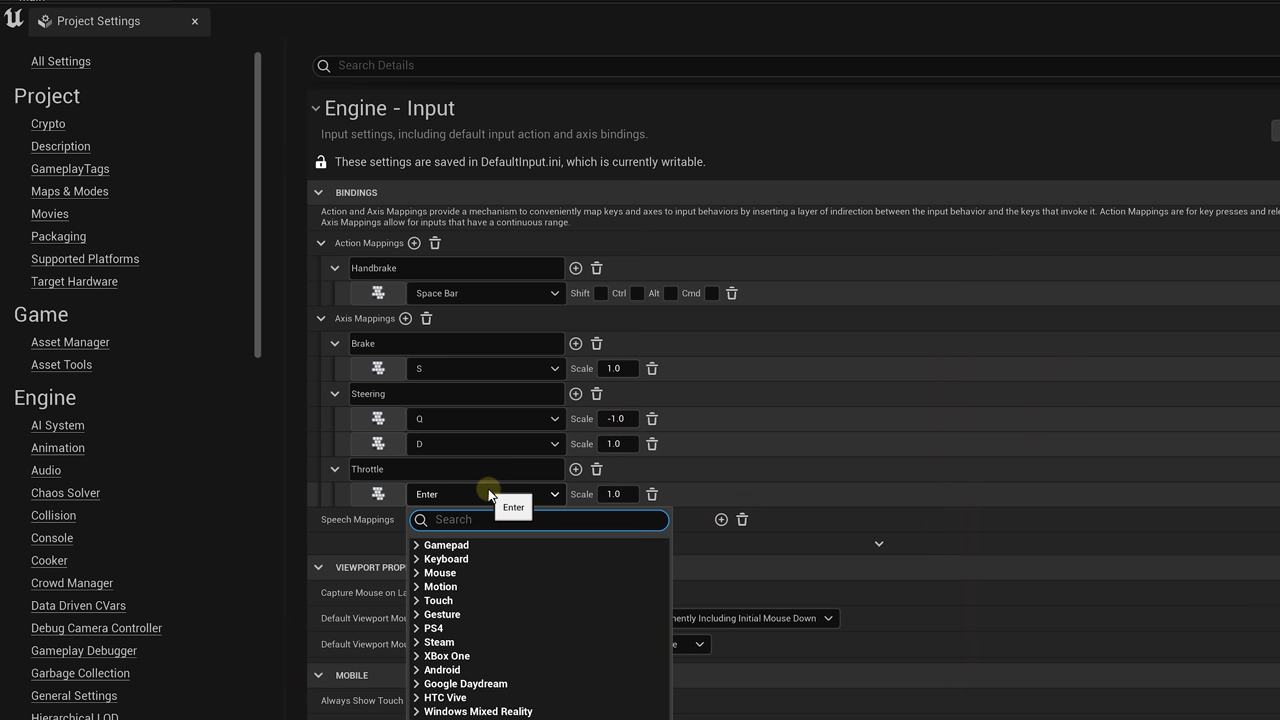 Project Settings
All Settings
Project
Crypto
Description
GameplayTags
Maps & Modes
Movies
Packaging
Supported Platforms
Target Hardware
Game
Asset Manager
Asset Tools
Engine
AI System
Animation
Audio
Chaos Solver
Collision
Console
Cooker
Crowd Manager
Data Driven CVars
Debug Camera Controller
Gameplay Debugger
Garbage Collection
General Settings
Hierarchical LOD
Search Details
Engine - Input
Input settings, including default input action and axis bindings.
These settings are saved in DefaultInput.ini, which is currently writable.
BINDINGS
Action and Axis Mappings provide a mechanism to conveniently map keys and axes to input behaviors by inserting a layer of indirection between the input behavior and the keys that invoke it. Action Mappings are for key presses and rele
Axis Mappings allow for inputs that have a continuous range.
Action Mappings
Handbrake
Space Bar Shift Ctrl Alt Cmd
Axis Mappings
Brake
S Scale 1.0
Steering
Q Scale -1.0
D Scale 1.0
Throttle
Enter Scale 1.0
Enter
Speech Mappings
Search
Gamepad
Keyboard
Mouse
Motion
Touch
Gesture
PS4
Steam
XBox One
Android
Google Daydream
HTC Vive
Windows Mixed Reality
VIEWPORT PROP
Capture Mouse on La
Default Viewport Mou nently Including Initial Mouse Down
Default Viewport Mou e
MOBILE
Always Show Touch